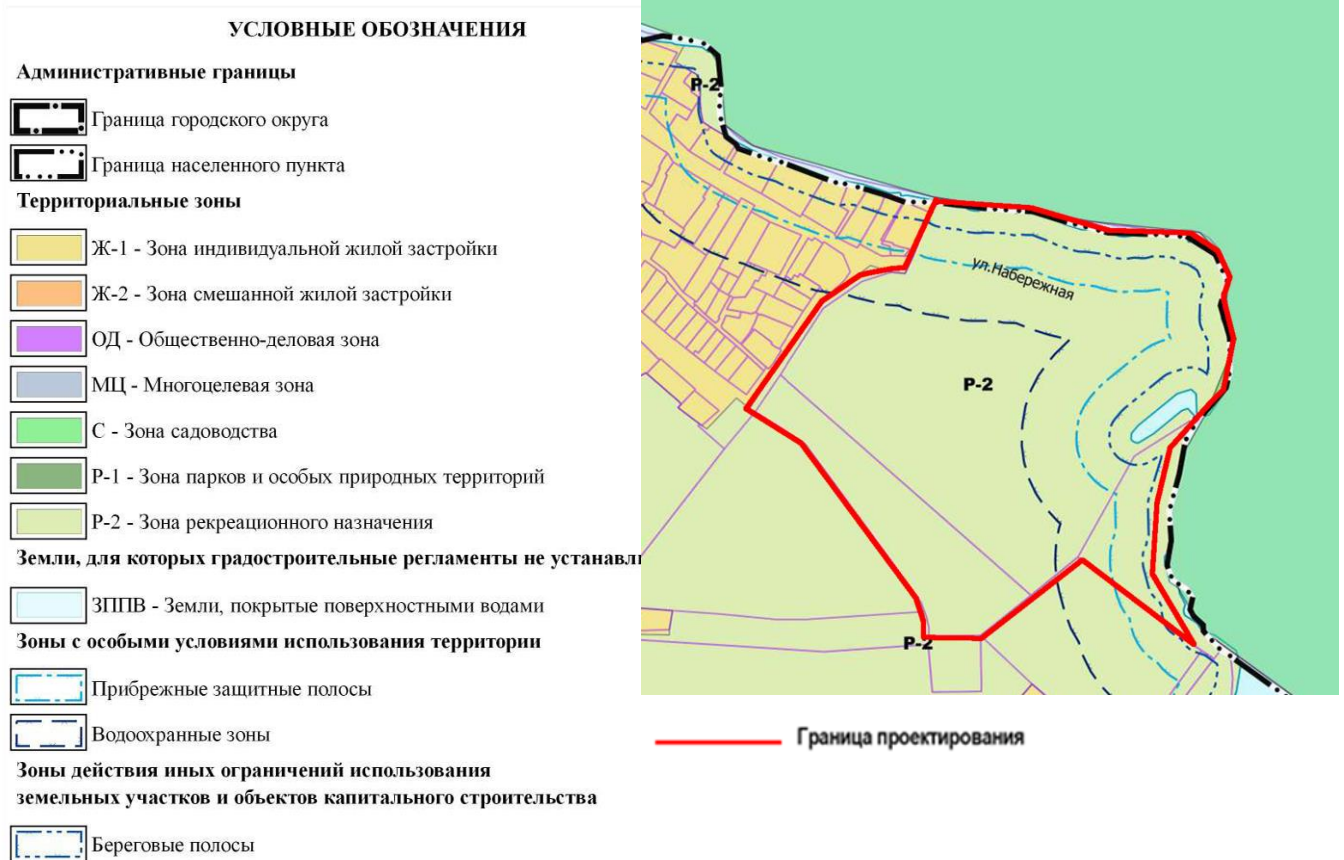 УСЛОВНЫЕ ОБОЗНАЧЕНИЯ
Административные границы
Граница городского округа
Граница населенного пункта
Территориальные зоны
Ж-1 - Зона индивидуальной жилой застройки
Ж-2 - Зона смешанной жилой застройки
ОД - Общественно-деловая зона
МЦ - Многоцелевая зона
С - Зона садоводства
Р-1 - Зона парков и особых природных территорий
Р-2 - Зона рекреационного назначения
Земли, для которых градостроительные регламенты не устанавли
ЗППВ - Земли, покрытые поверхностными водами
Зоны с особыми условиями использования территории
Прибрежные защитные полосы
Водоохранные зоны
Зоны действия иных ограничений использования
земельных участков и объектов капитального строительства
Береговые полосы
Р-2
ул.Набережная
Р-2
Р-2
Граница проектирования